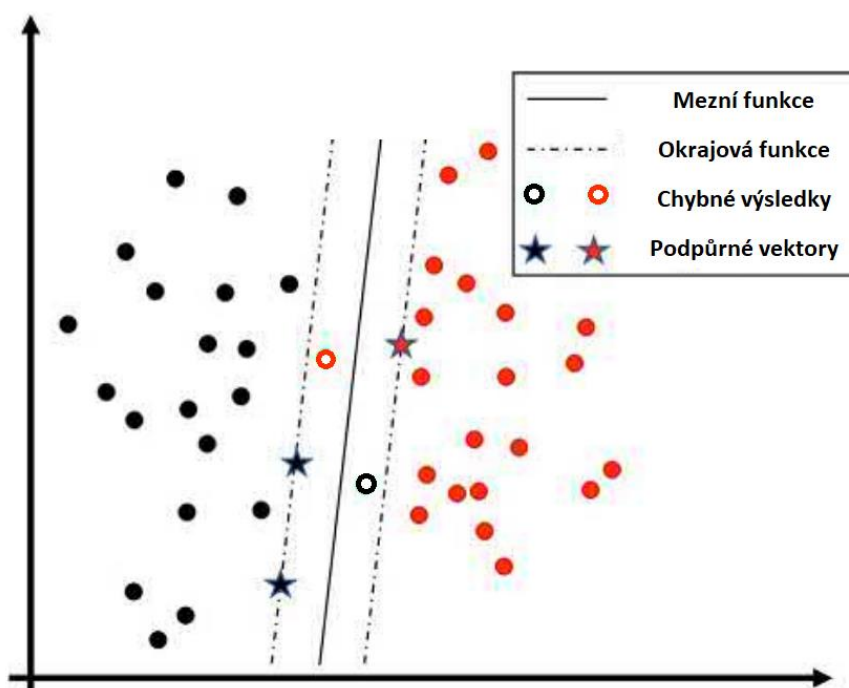 Mezní funkce
Okrajová funkce
Chybné výsledky
Podpůrné vektory